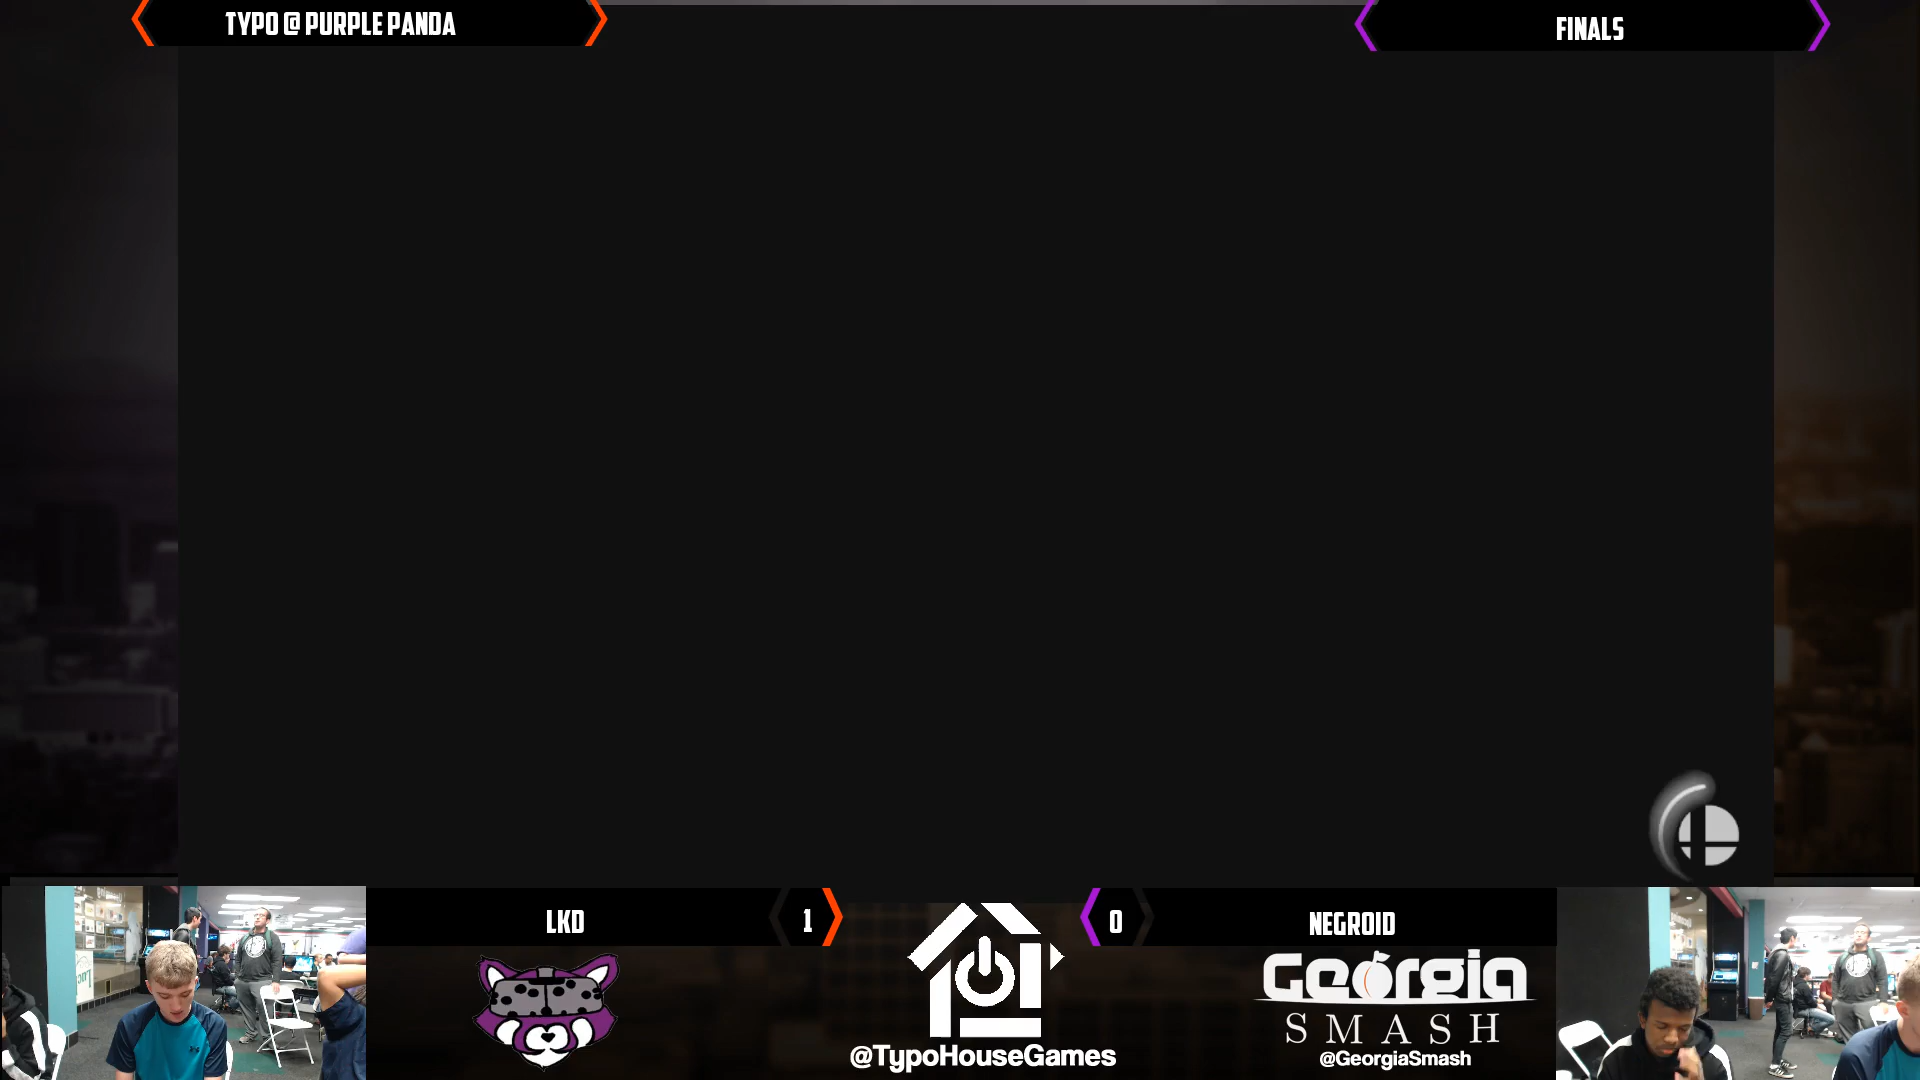 TYPO @ PURPLE PANDA
FINALS
LKD
1
0
NEGROID
Georgia
SMASH
@GeorgiaSmash
@TypoHouseGames